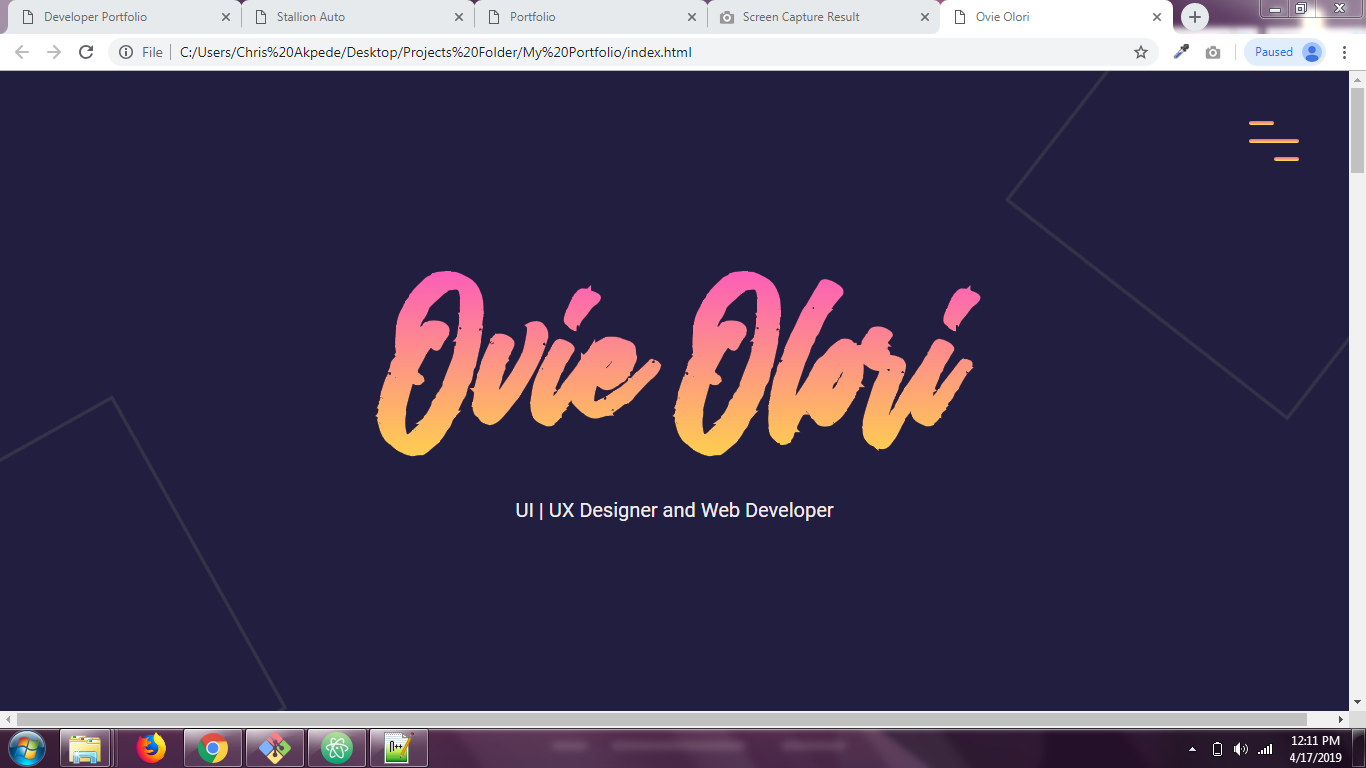 Developer Portfolio
Stallion Auto
Portfolio
Screen Capture Result
Ovie Olori
File
C:/Users/Chris%20Akpede/Desktop/Projects%20Folder/My%20Portfolio/index.html
Paused
Ovie Olori
UI | UX Designer and Web Developer
n++
12:11 PM
4/17/2019